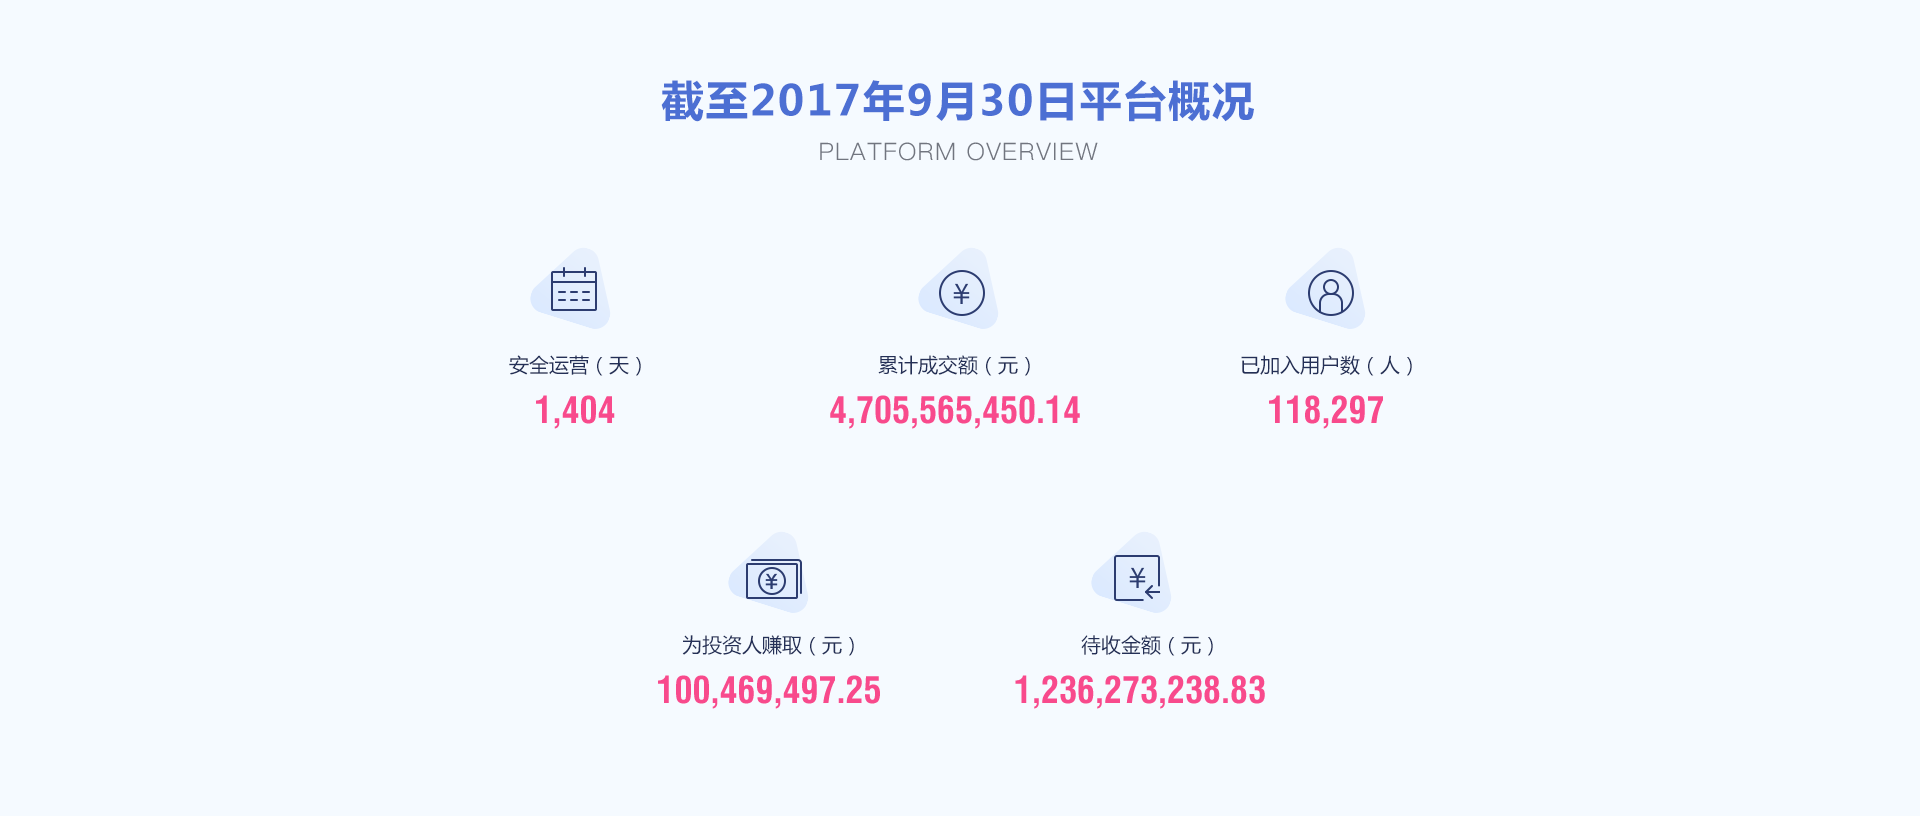 截至2017年9月30日平台概况
PLATFORM OVERVIEW
安全运营（天）
1,404
累计成交额（元）
4,705,565,450.14
已加入用户数（人）
118,297
为投资人赚取（元）
100,469,497.25
待收金额（元）
1,236,273,238.83